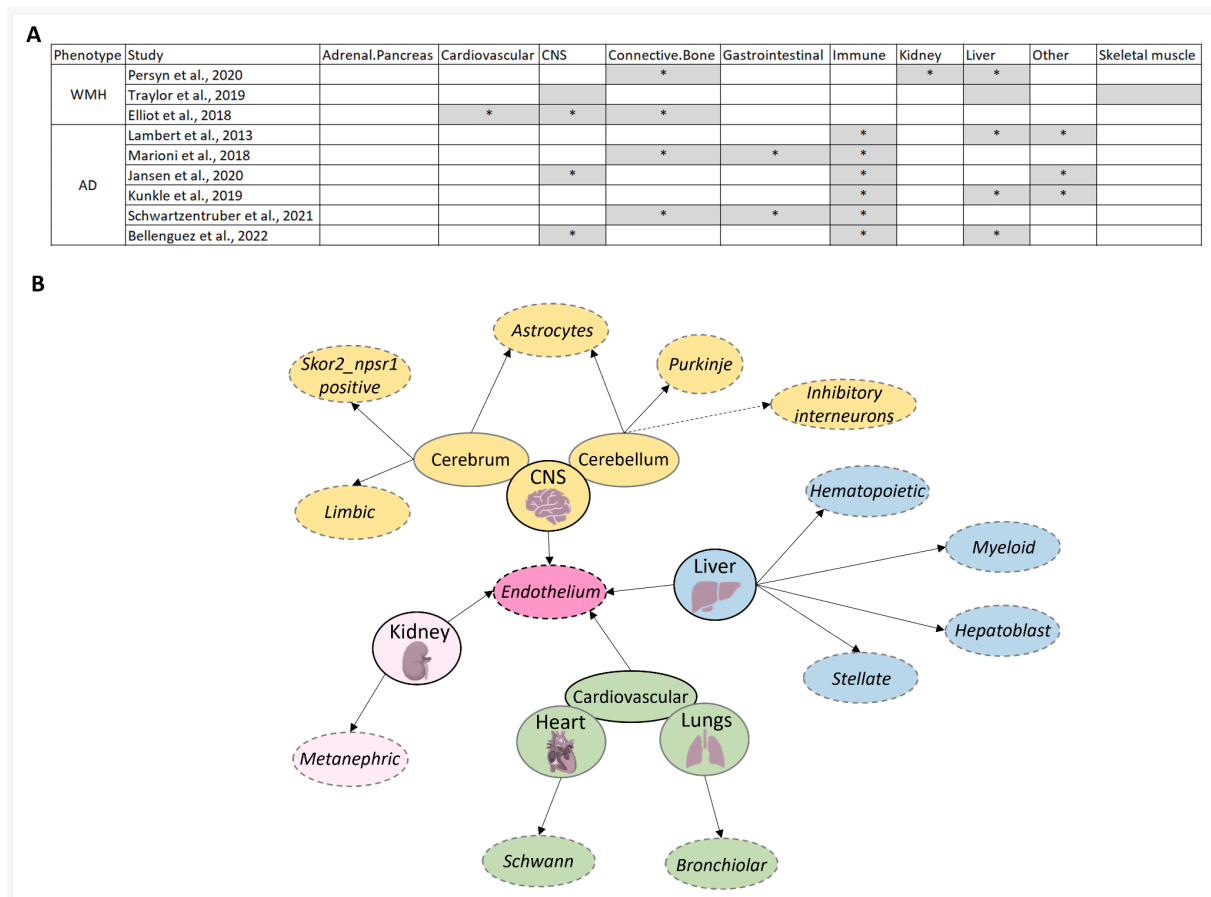 A
Phenotype Study Adrenal.Pancreas Cardiovascular CNS Connective.Bone Gastrointestinal Immune Kidney Liver Other Skeletal muscle
Persyn et al., 2020 * * *
WMH Traylor et al., 2019
Elliot et al. 2018 * * *
Lambert et al., 2013 * * *
Marioni et al., 2018 * * *
Jansen et al., 2020 * * *
AD
Kunkle et al., 2019 * * *
Schwartzentruber et al., 2021 * * *
Bellenguez et al., 2022 * * *
B
Astrocytes
Skor2_npsr1
positive
Purkinje
Inhibitory
interneurons
Cerebrum
Cerebellum
CNS
Limbic
Hematopoietic
Myeloid
Liver
Endothelium
Kidney
Hepatoblast
Stellate
Cardiovascular
Heart
Lungs
Metanephric
Schwann
Bronchiolar